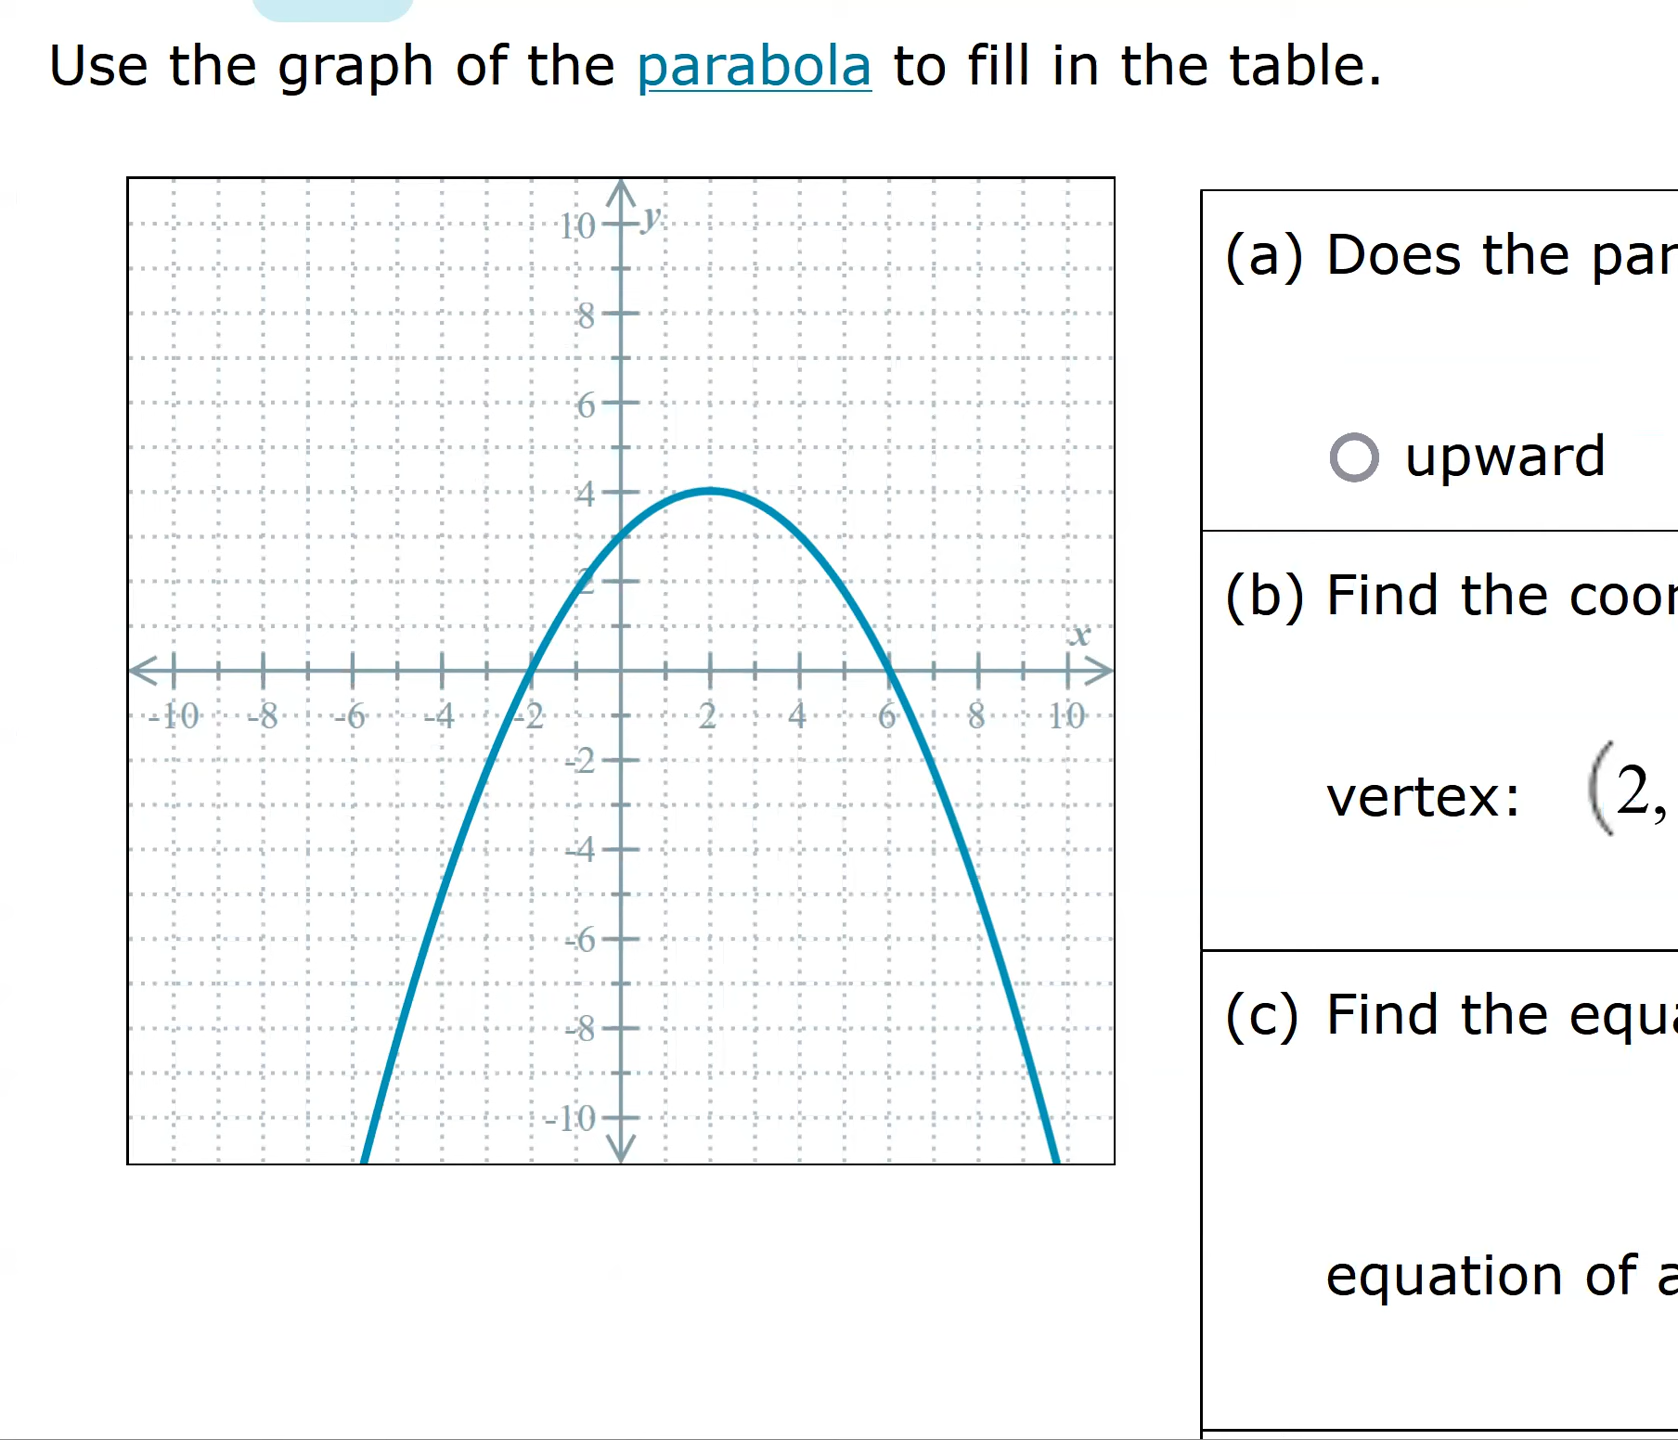 Use the graph of the parabola to fill in the table.
10
y
8
6
4
2
x
-10 -8 -6 -4 -2 2 4 6 8 10
-2
-4
-6
-8
-10
(a) Does the par
upward
(b) Find the coor
vertex: (2,
(c) Find the equa
equation of a